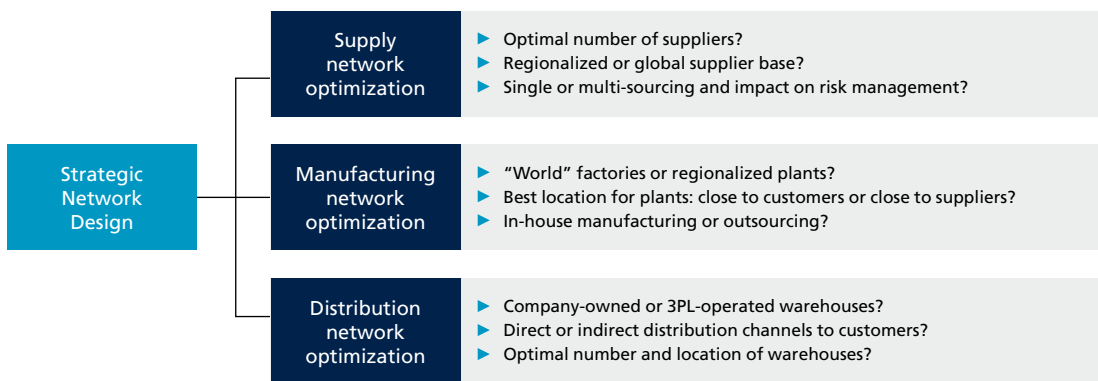 Strategic
Network
Design
Supply
network
optimization
► Optimal number of suppliers?
► Regionalized or global supplier base?
► Single or multi-sourcing and impact on risk management?
Manufacturing
network
optimization
► “World” factories or regionalized plants?
► Best location for plants: close to customers or close to suppliers?
► In-house manufacturing or outsourcing?
Distribution
network
optimization
► Company-owned or 3PL-operated warehouses?
► Direct or indirect distribution channels to customers?
► Optimal number and location of warehouses?